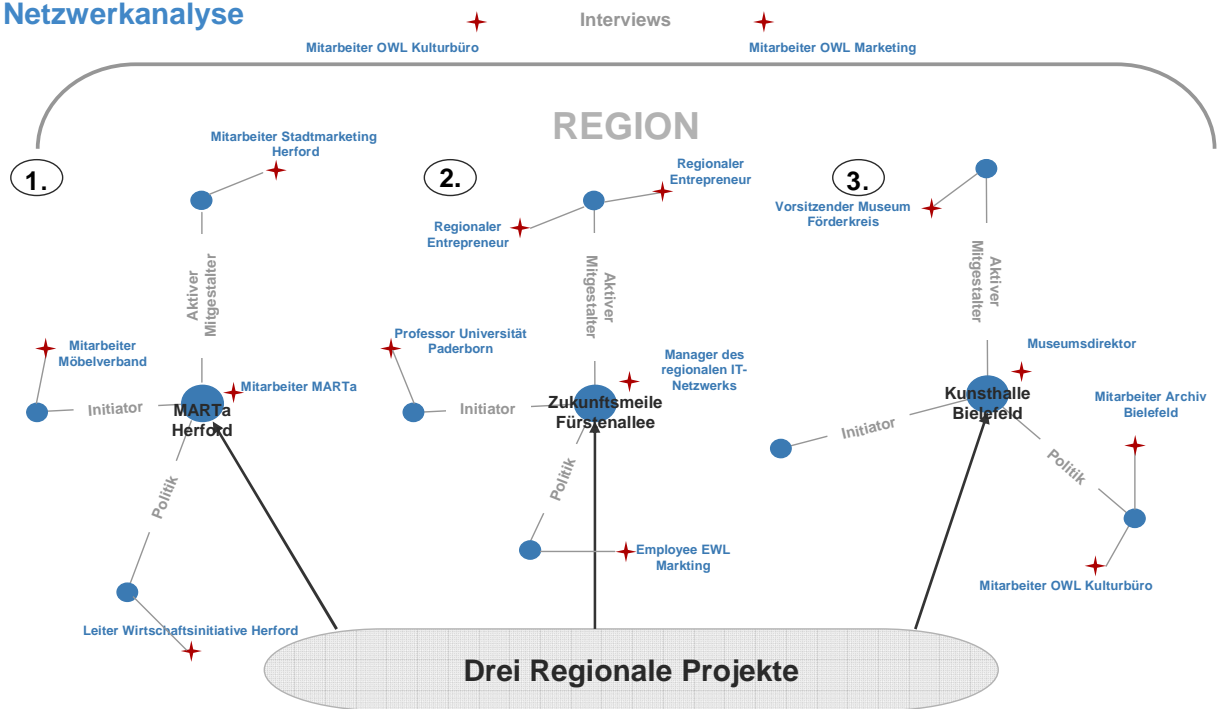 Netzwerkanalyse
Interviews
Mitarbeiter OWL Kulturbüro
Mitarbeiter OWL Marketing
REGION
1.
Mitarbeiter Stadtmarketing
Herford
Aktiver
Mitgestalter
Mitarbeiter
Möbelverband
Initiator
Mitarbeiter MARTa
MARTa
Herford
Politik
Leiter Wirtschaftsinitiative Herford
2.
Regionaler
Entrepreneur
Regionaler
Entrepreneur
Aktiver
Mitgestalter
Professor Universität
Paderborn
Initiator
Manager des
regionalen IT-
Netzwerks
Zukunftsmeile
Fürstenallee
Politik
Employee EWL
Markting
3.
Vorsitzender Museum
Förderkreis
Aktiver
Mitgestalter
Museumsdirektor
Kunsthalle
Bielefeld
Initiator
Mitarbeiter Archiv
Bielefeld
Politik
Mitarbeiter OWL Kulturbüro
Drei Regionale Projekte